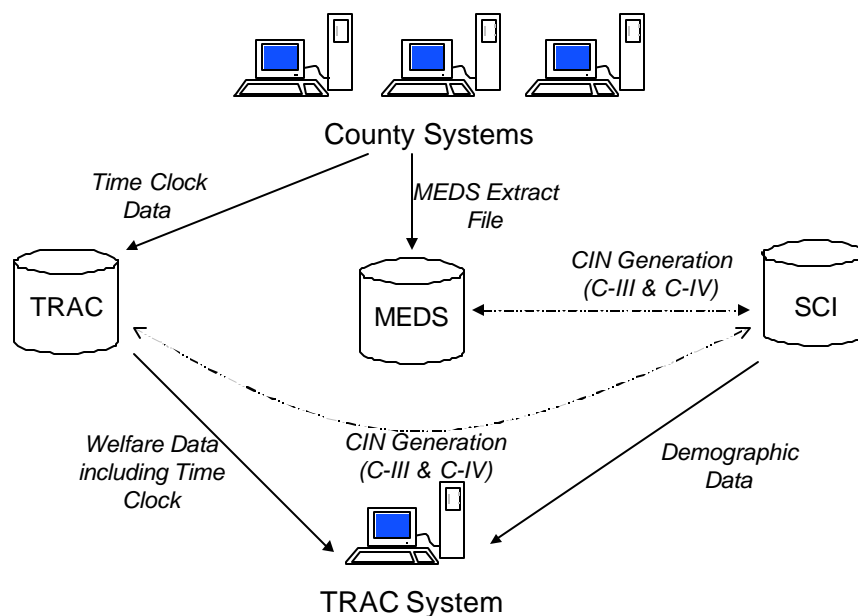 County Systems
Time Clock
Data
MEDS Extract
File
CIN Generation
(C-III & C-IV)
TRAC
MEDS
SCI
Welfare Data
including Time
Clock
CIN Generation
(C-III & C-IV)
Demographic
Data
TRAC System